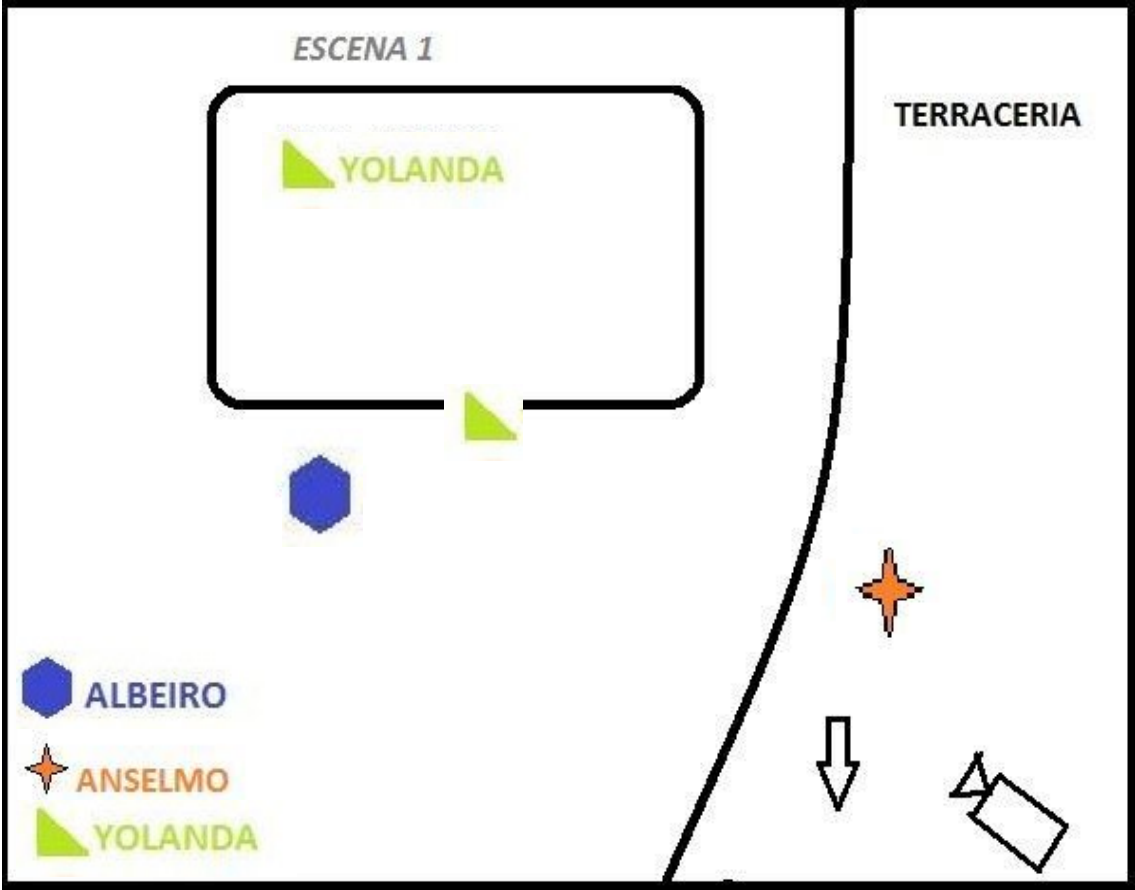 ESCENA 1
TERRACERIA
YOLANDA
ALBEIRO
ANSELMO
YOLANDA